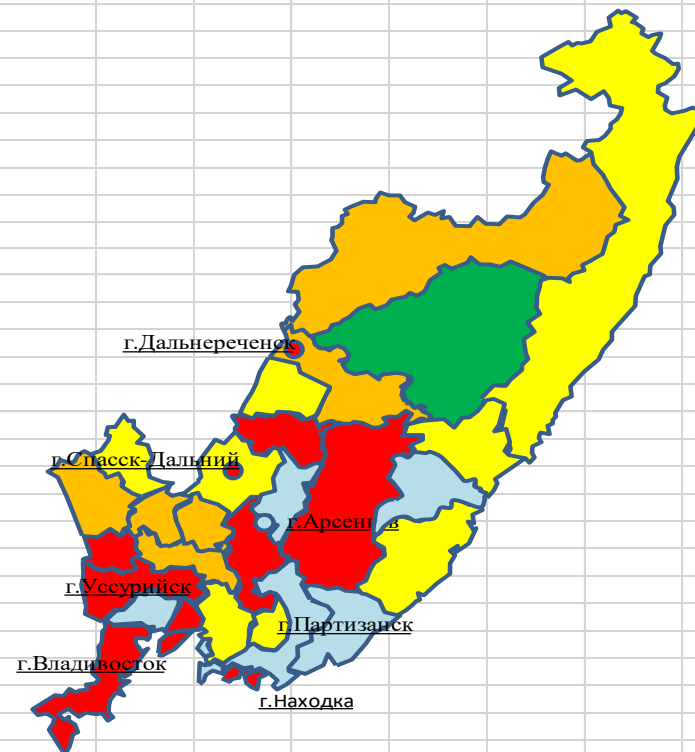 г.Дальнереченск
г.Спасск-Дальний
г.Арсеньев
г.Уссурийск
г.Партизанск
г.Владивосток
г.Находка